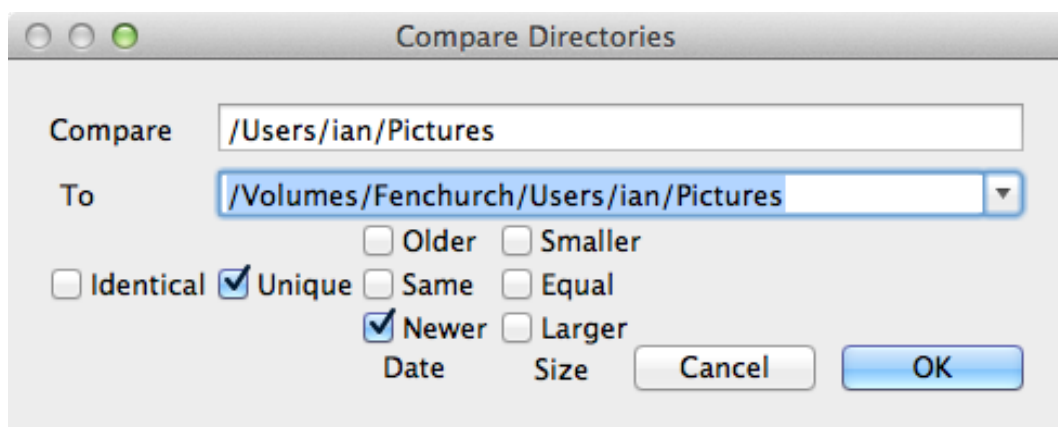 Compare Directories
Compare /Users/ian/Pictures
To /Volumes/Fenchurch/Users/ian/Pictures
Older Smaller
Identical Unique Same Equal
Newer Larger
Date Size Cancel OK